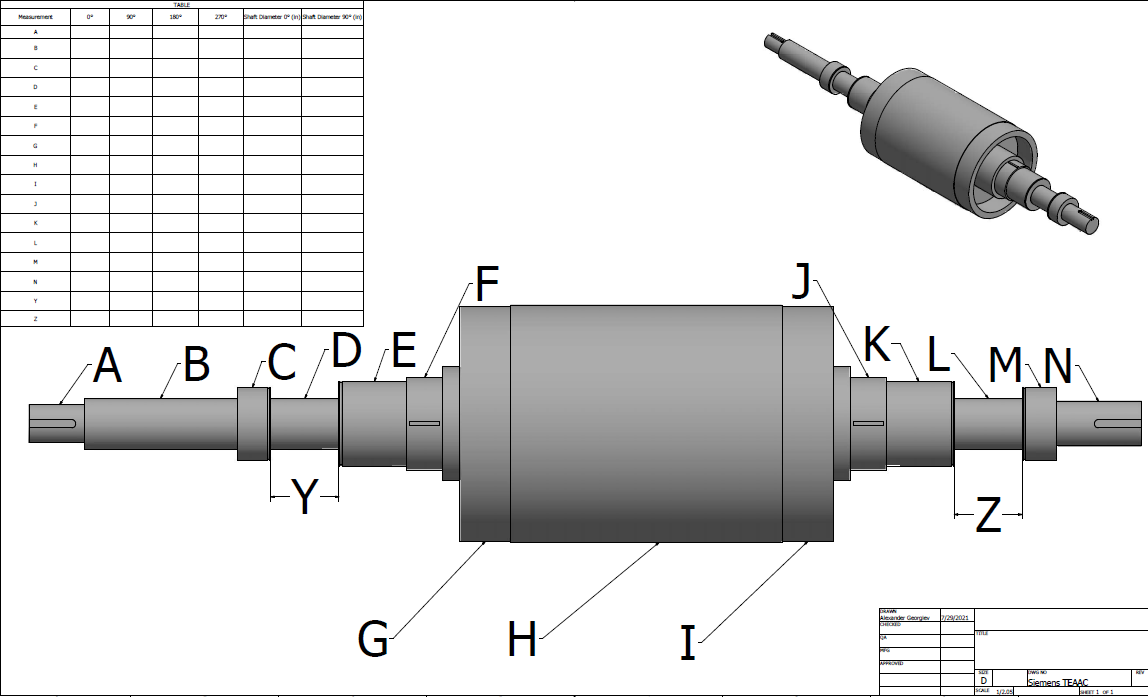 TABLE
Measurement 0° 90° 180° 270° Shaft Diameter 0° (in) Shaft Diameter 90° (in)
A
B
C
D
E
F
G
H
I
J
K
L
M
N
Y
Z
F J
A B C D E K L M N
Y Z
G H I
DRAWN
Alexander Georgiev 7/29/2021
CHECKED
QA
MFG
APPROVED
TITLE
SIZE
D
DWG NO
Siemens TEAAC
REV
SCALE 1/2.05
SHEET 1 OF 1